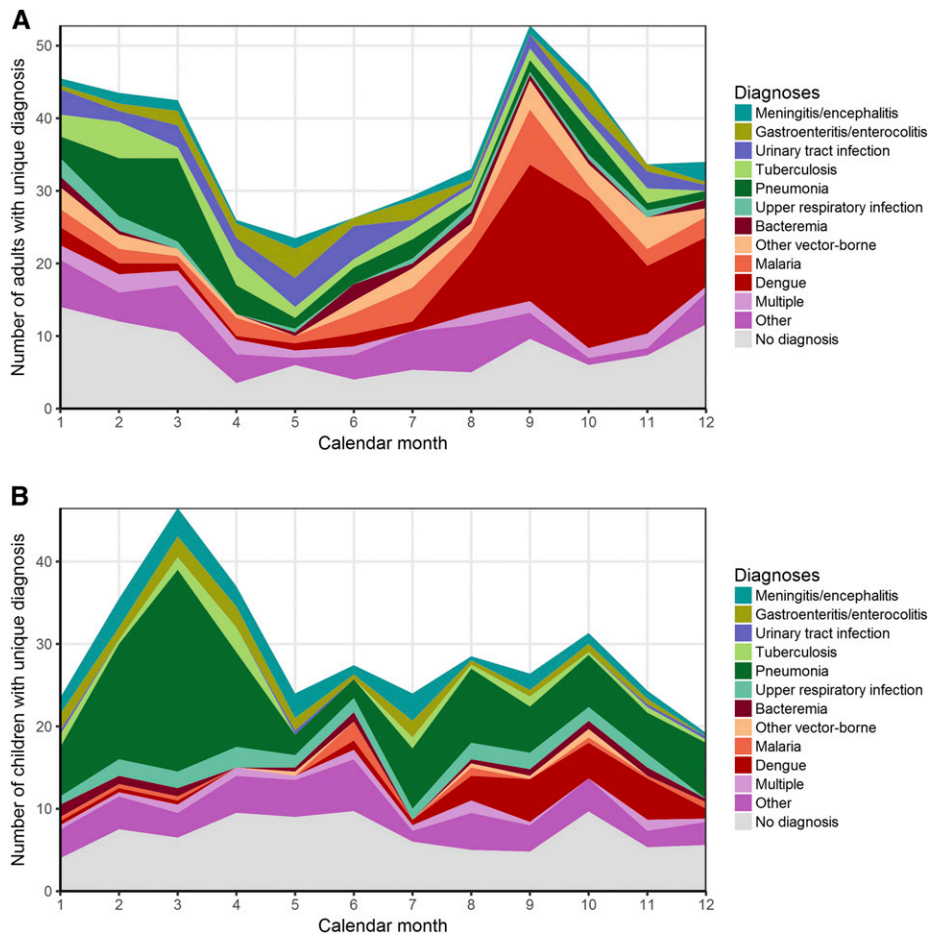 A
Number of adults with unique diagnosis
50
40
30
20
10
0
1 2 3 4 5 6 7 8 9 10 11 12
Calendar month
Diagnoses
Meningitis/encephalitis
Gastroenteritis/enterocolitis
Urinary tract infection
Tuberculosis
Pneumonia
Upper respiratory infection
Bacteremia
Other vector-borne
Malaria
Dengue
Multiple
Other
No diagnosis
B
Number of children with unique diagnosis
40
30
20
10
0
1 2 3 4 5 6 7 8 9 10 11 12
Calendar month
Diagnoses
Meningitis/encephalitis
Gastroenteritis/enterocolitis
Urinary tract infection
Tuberculosis
Pneumonia
Upper respiratory infection
Bacteremia
Other vector-borne
Malaria
Dengue
Multiple
Other
No diagnosis